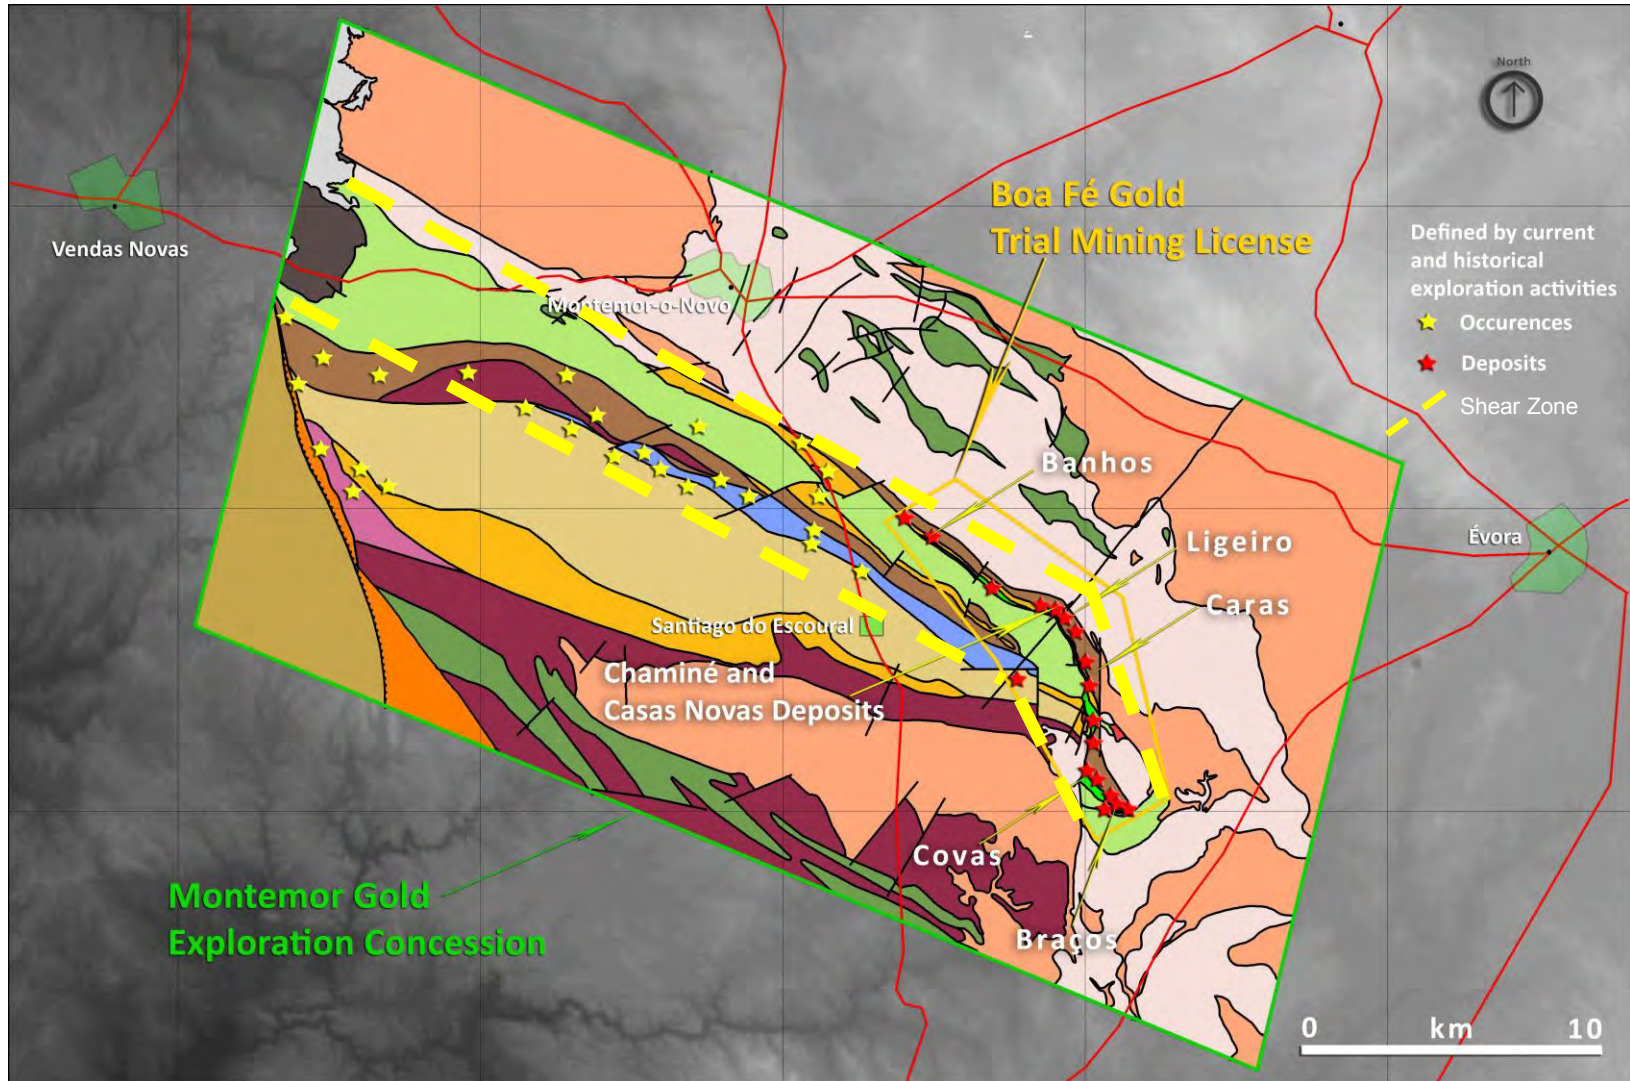 North
Boa Fé Gold
Trial Mining License
Defined by current
and historical
exploration activities
Occurences
Deposits
Shear Zone
Vendas Novas
Montemor-o-Novo
Banhos
Ligeiro
Évora
Caras
Santiago do Escoural
Chaminé and
Casas Novas Deposits
Covas
Montemor Gold
Exploration Concession
Braços
0 km 10